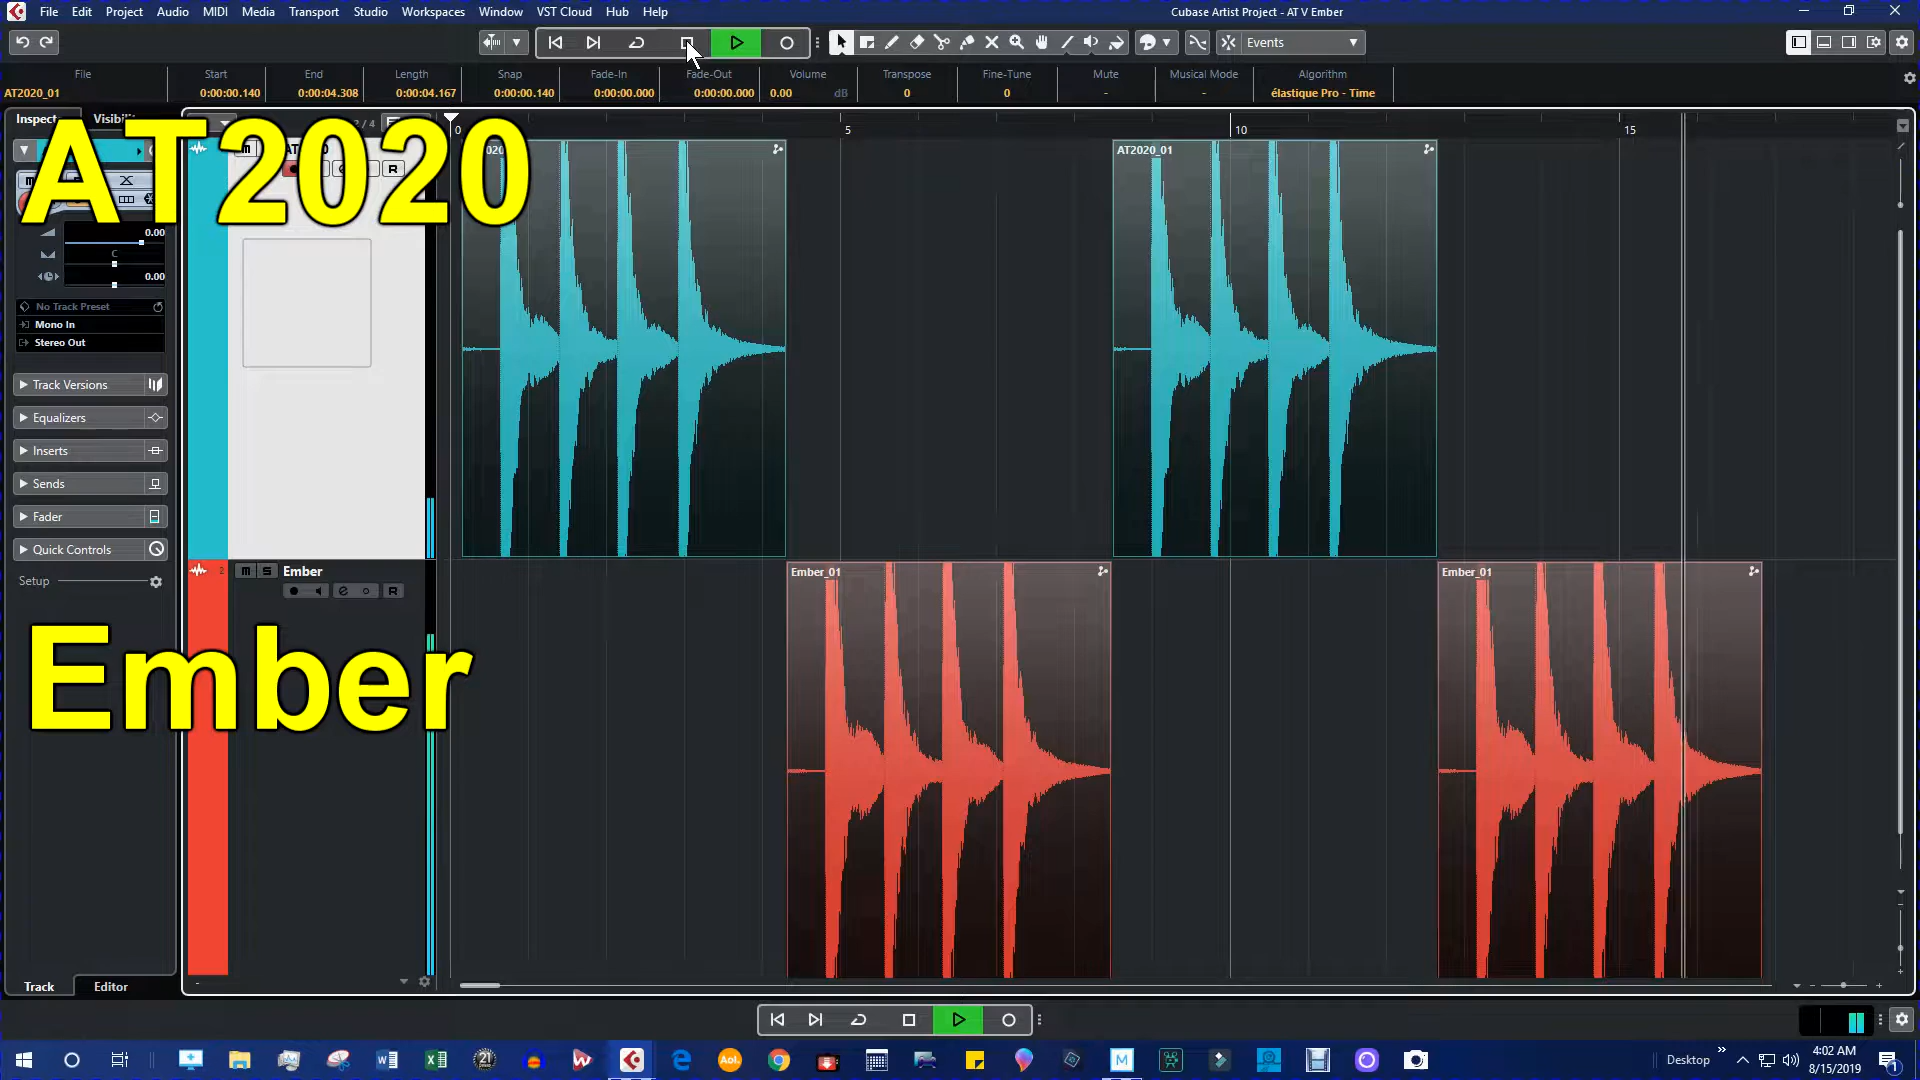 File Edit Project Audio MIDI Media Transport Studio Workspaces Window VST Cloud Hub Help
Cubase Artist Project - AT V Ember
Events
File Start End Length Snap Fade-In Fade-Out Volume Transpose Fine-Tune Mute Musical Mode Algorithm
AT2020_01 0:00:00.140 0:00:04.308 0:00:04.167 0:00:00.140 0:00:00.000 0:00:00.000 0.00 dB 0 0 - - élastique Pro - Time
0 5 10 15
AT2020
AT2020_01
R
0.00
C
0.00
No Track Preset
Mono In
Stereo Out
Track Versions
Equalizers
Inserts
Sends
Fader
Quick Controls
Setup
2 m S Ember
R
Ember_01
Ember_01
Ember
Track Editor
Desktop
4:02 AM
8/15/2019